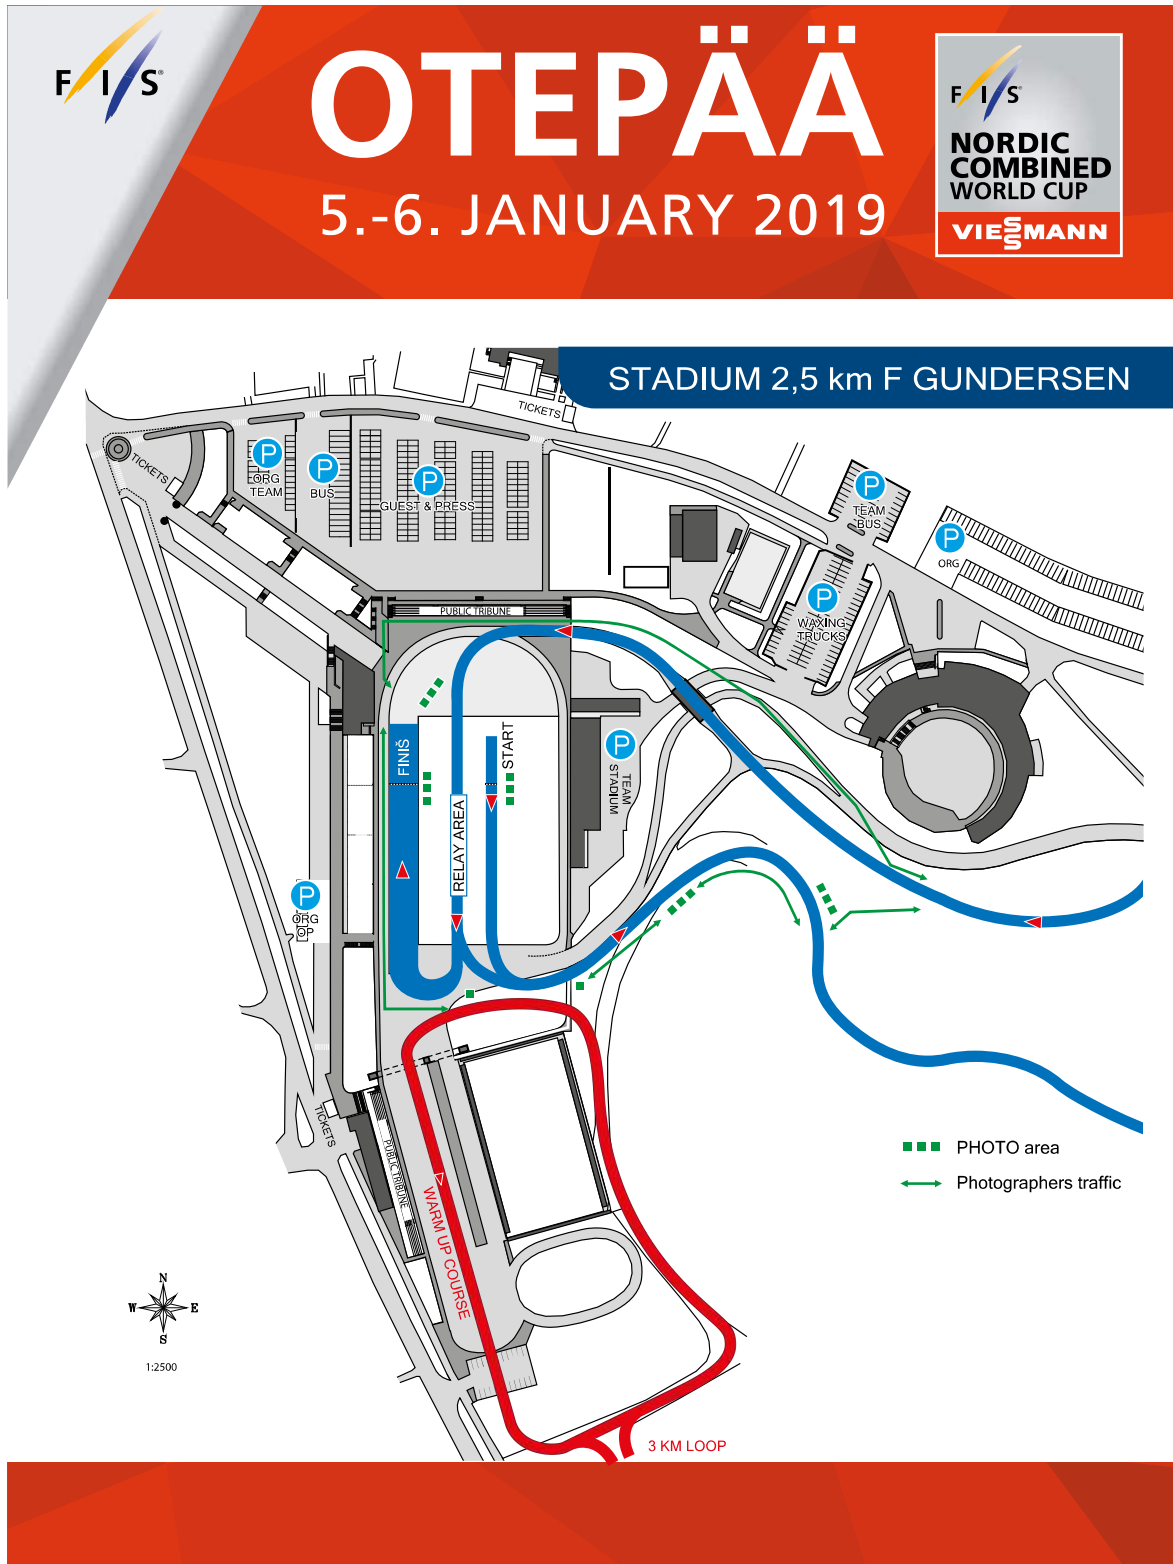 FIS
OTEPÄÄ
5.-6. JANUARY 2019
FIS
NORDIC
COMBINED
WORLD CUP
VIESSMANN
STADIUM 2,5 km F GUNDERSEN
TICKETS
TICKETS
P
ORG
TEAM
P
BUS
P
GUEST & PRESS
P
TEAM
BUS
P
ORG
P
WAXING
TRUCKS
PUBLIC TRIBUNE
FINIŠ
START
RELAY AREA
P
TEAM
STADIUM
P
ORG
OP
TICKETS
PUBLIC TRIBUNE
WARM UP COURSE
3 KM LOOP
PHOTO area
Photographers traffic
N
W
E
S
1:2500